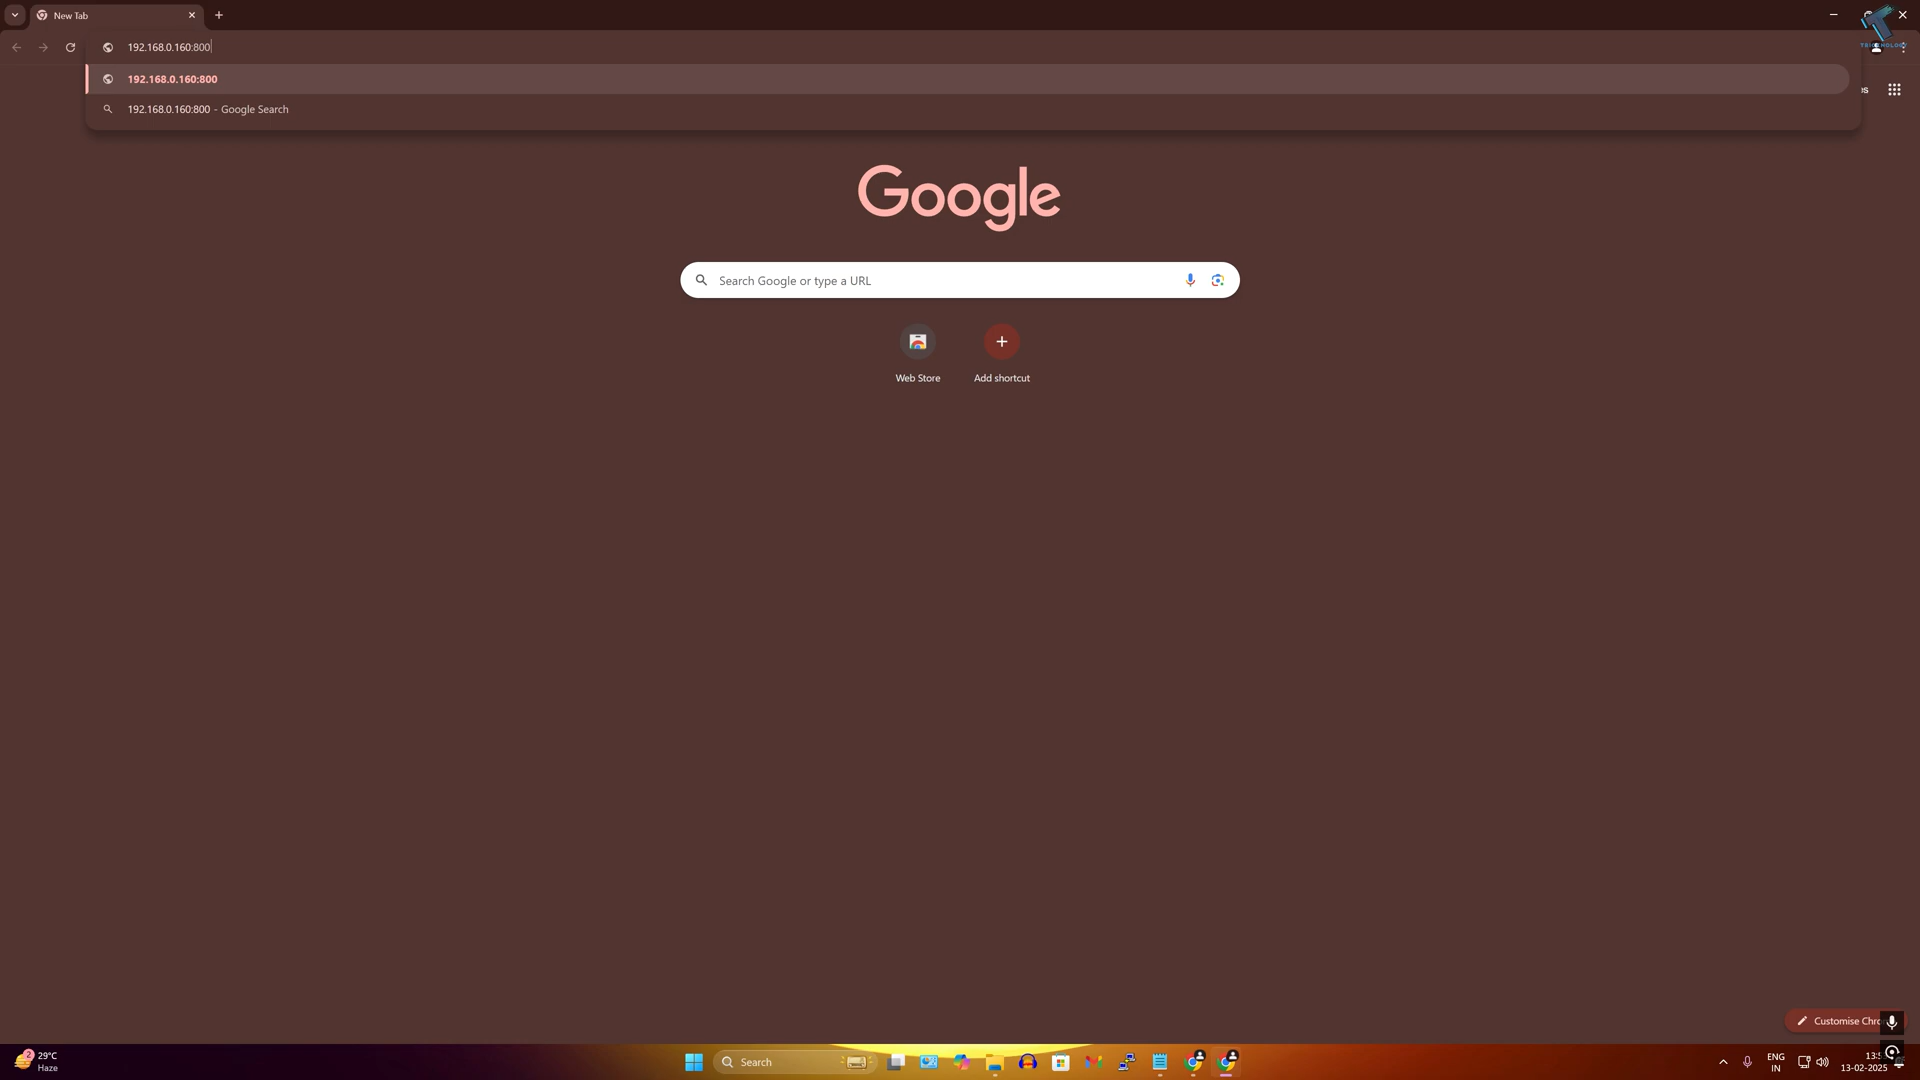 New Tab
192.168.0.160:800
192.168.0.160:800
192.168.0.160:800 - Google Search
Google
Search Google or type a URL
Web Store
Add shortcut
Customise Chro
2
29°C
Haze
Search
ENG
IN
13-02-2025